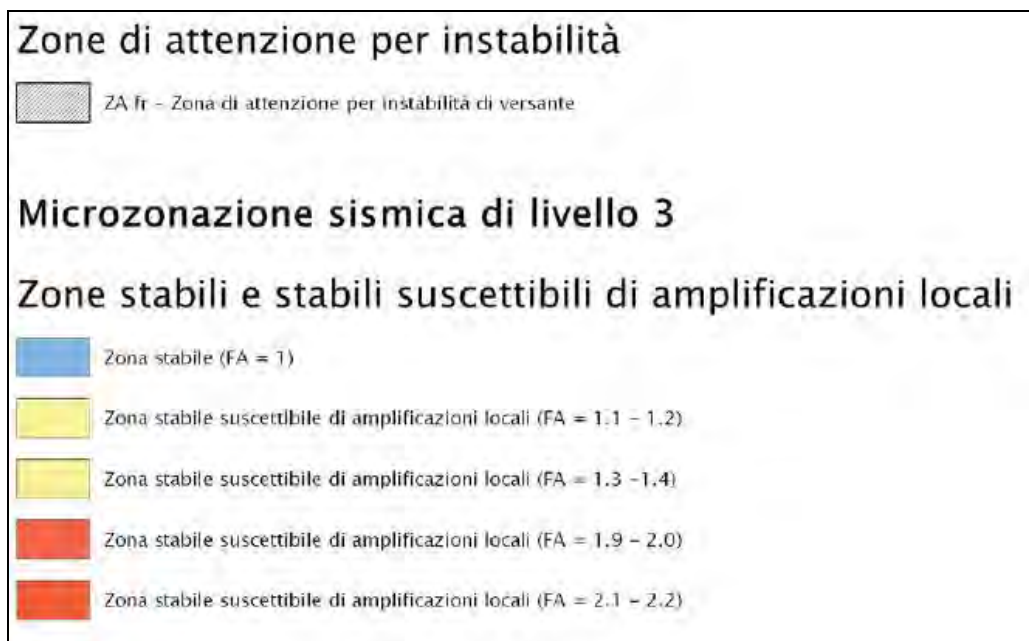 Zone di attenzione per instabilità
ZA fr - Zona di attenzione per instabilità di versante
Microzonazione sismica di livello 3
Zone stabili e stabili suscettibili di amplificazioni locali
Zona stabile (FA = 1)
Zona stabile suscettibile di amplificazioni locali (FA = 1.1 - 1.2)
Zona stabile suscettibile di amplificazioni locali (FA = 1.3 -1.4)
Zona stabile suscettibile di amplificazioni locali (FA = 1.9 - 2.0)
Zona stabile suscettibile di amplificazioni locali (FA = 2.1 - 2.2)